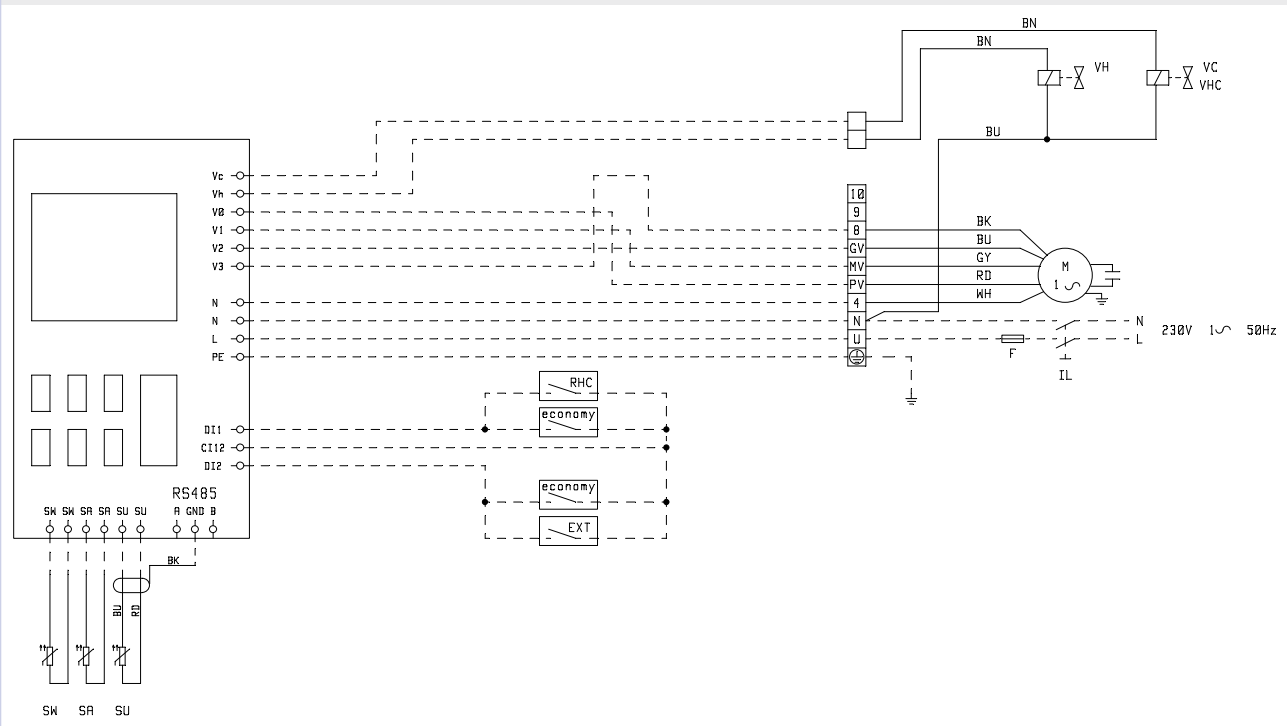 BN
BN
VH
VC
VHC
BU
Vc
Vh
V0
V1
V2
V3
N
N
L
PE
10
9
8
GV
MV
PV
4
N
U
BK
BU
GY
RD
WH
M
1
N
L
230V 1 50Hz
F
IL
RHC
economy
DI1
CI12
DI2
economy
EXT
RS485
SW SW SA SA SU SU A GND B
BK
BU
RD
SW SA SU